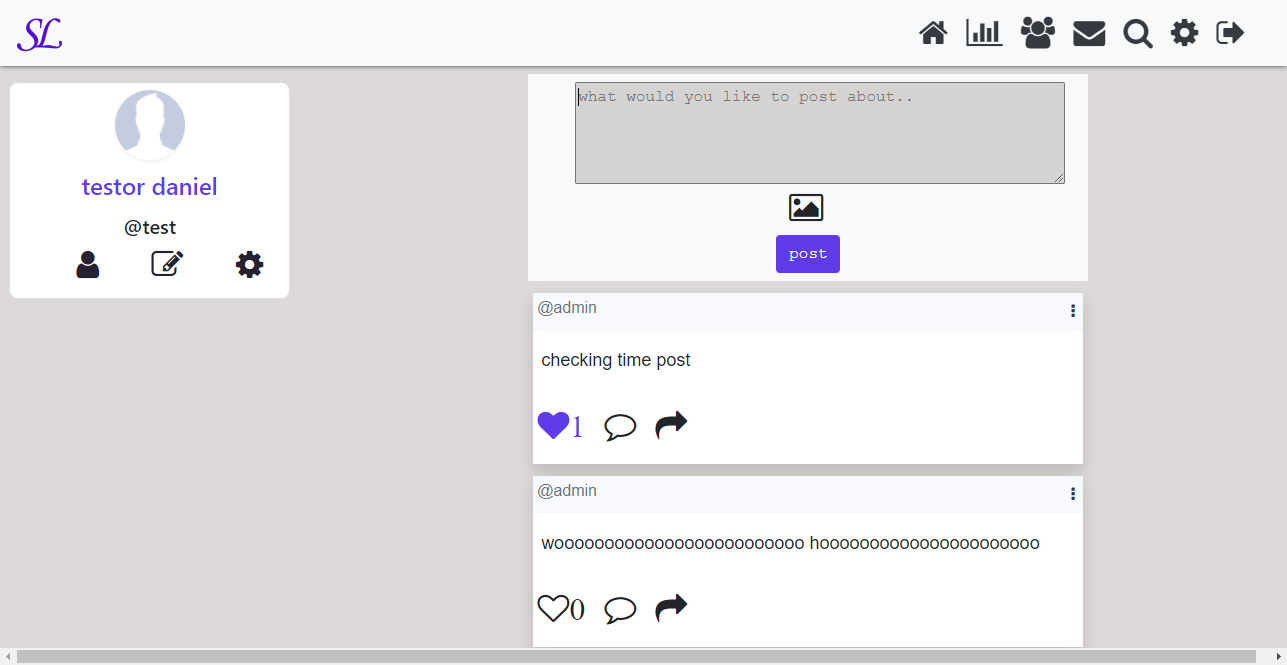 SL
testor daniel
@test
what would you like to post about..
post
@admin
checking time post
1
@admin
wooooooooooooooooooooooooo hoooooooooooooooooooooo
0